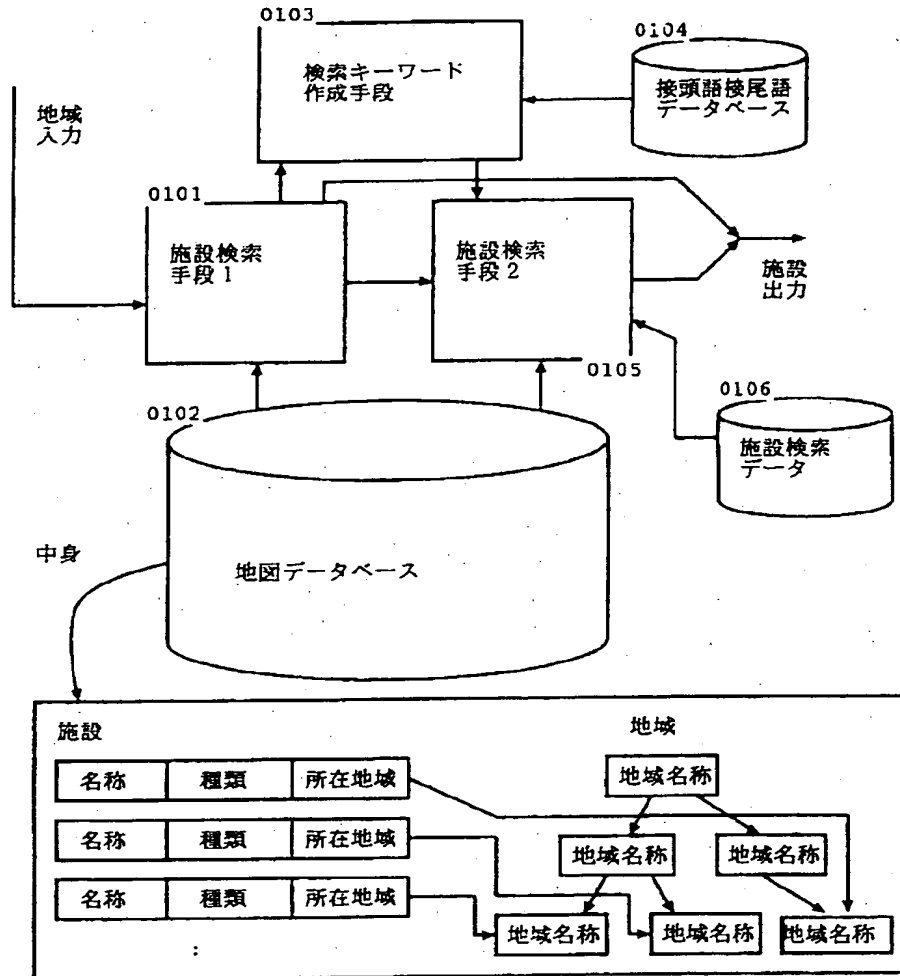 0103
検索キーワード
作成手段
0104
接頭語接尾語
データベース
地域
入力
0101
施設検索
手段1
施設検索
手段2
施設
出力
0105
0102
0106
施設検索
データ
中身
地図データベース
施設
地域
名称 種類 所在地域
地域名称
名称 種類 所在地域
地域名称 地域名称
名称 種類 所在地域
地域名称 地域名称 地域名称
: